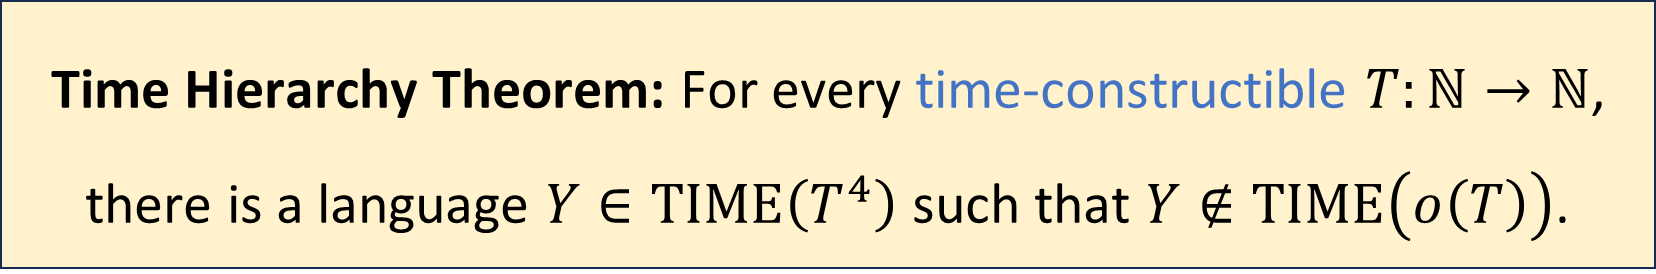 Time Hierarchy Theorem: For every time-constructible 𝑇: ℕ → ℕ,
there is a language 𝑌 ∈ TIME(𝑇⁴) such that 𝑌 ∉ TIME(𝑜(𝑇)).